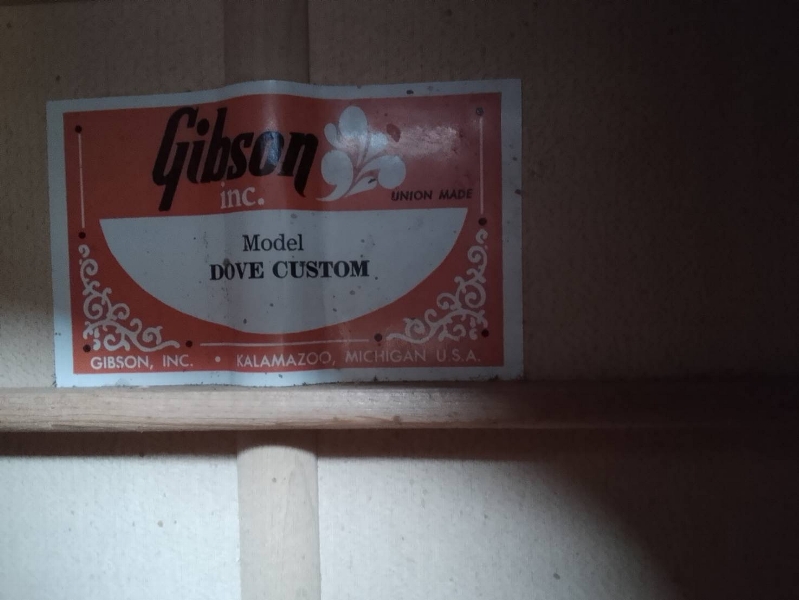 Gibson
inc.
UNION MADE
Model
DOVE CUSTOM
GIBSON, INC. • KALAMAZOO, MICHIGAN U.S.A.